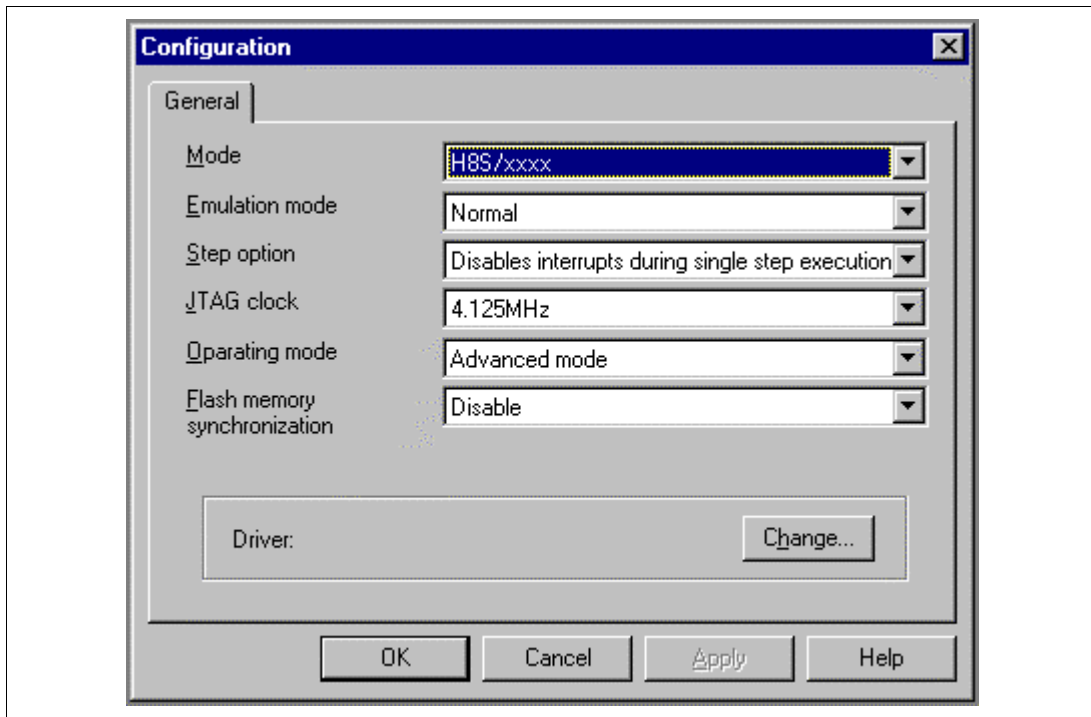 Configuration
General
Mode
H8S/xxxx
Emulation mode
Normal
Step option
Disables interrupts during single step execution
JTAG clock
4.125MHz
Oparating mode
Advanced mode
Flash memory
synchronization
Disable
Driver:
Change...
OK
Cancel
Apply
Help